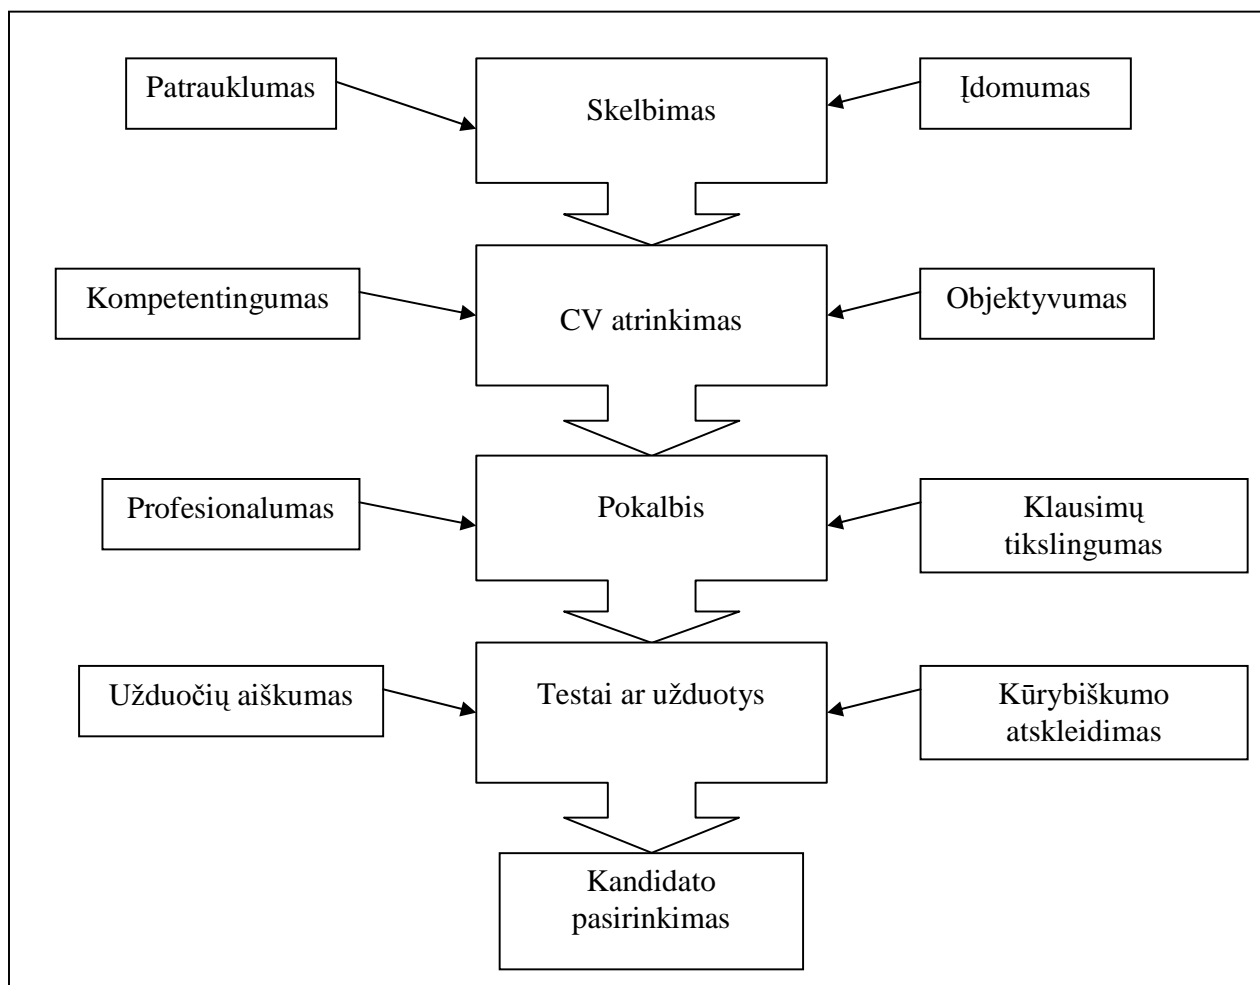 Patrauklumas
Skelbimas
Įdomumas
Kompetentingumas
CV atrinkimas
Objektyvumas
Profesionalumas
Pokalbis
Klausimų
tikslingumas
Užduočių aiškumas
Testai ar užduotys
Kūrybiškumo
atskleidimas
Kandidato
pasirinkimas